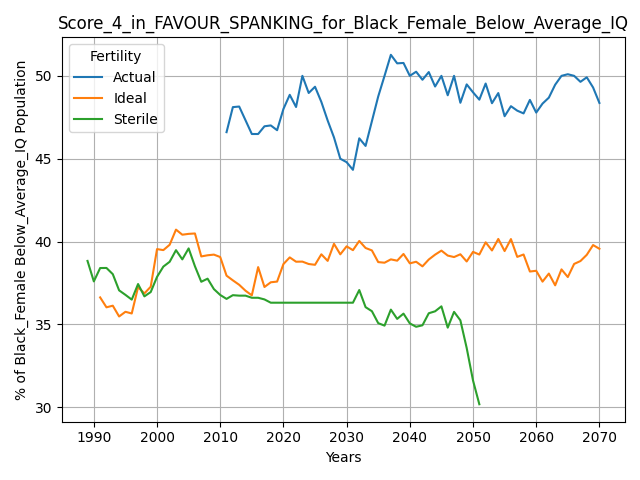 Score_4_in_FAVOUR_SPANKING_for_Black_Female_Below_Average_IQ
Fertility
Actual
Ideal
Sterile
% of Black_Female Below_Average_IQ Population
50
45
40
35
30
1990 2000 2010 2020 2030 2040 2050 2060 2070
Years